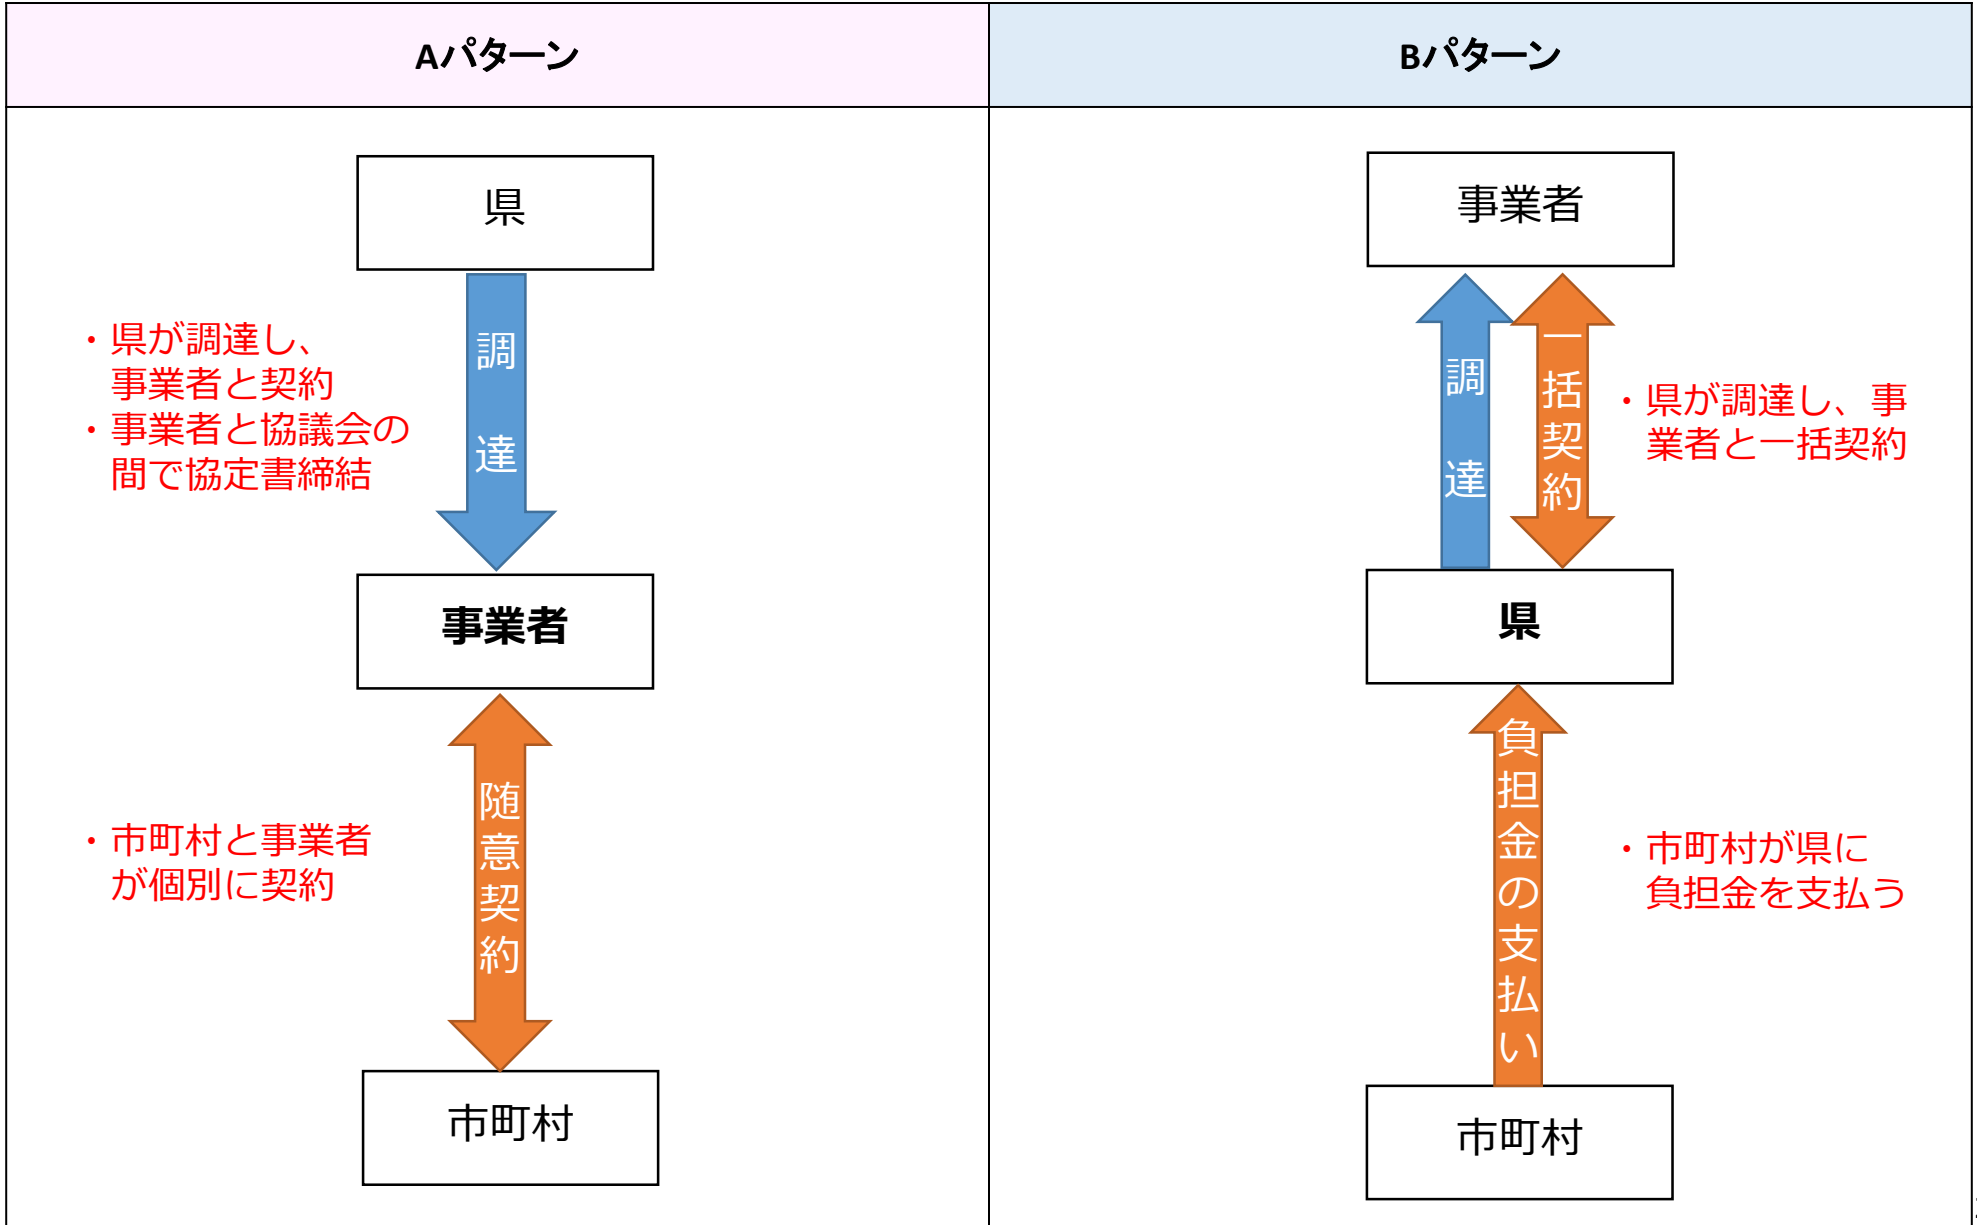 Aパターン
Bパターン
県
調達
・県が調達し、
事業者と契約
・事業者と協議会の
間で協定書締結
事業者
随意契約
・市町村と事業者
が個別に契約
市町村
事業者
調達
一括契約
・県が調達し、事
業者と一括契約
県
負担金の支払い
・市町村が県に
負担金を支払う
市町村